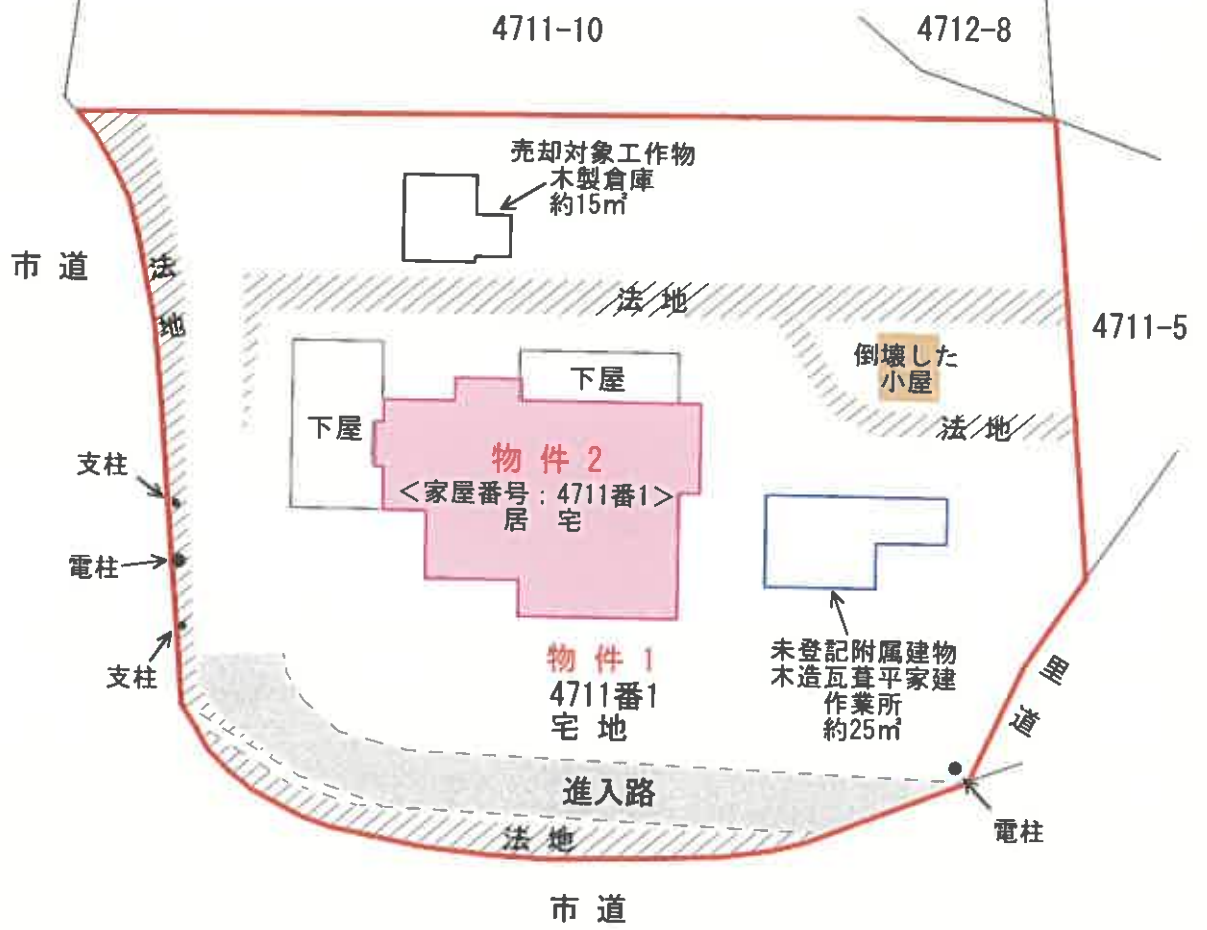 4711-10
4712-8
売却対象工作物
木製倉庫
約15㎡
市道
法地
法地
4711-5
倒壊した
小屋
下屋
下屋
法地
支柱
物件2
<家屋番号:4711番1>
居 宅
電柱
支柱
物件1
4711番1
宅地
未登記附属建物
木造瓦葺平家建
作業所
約25㎡
里道
進入路
電柱
法地
市道